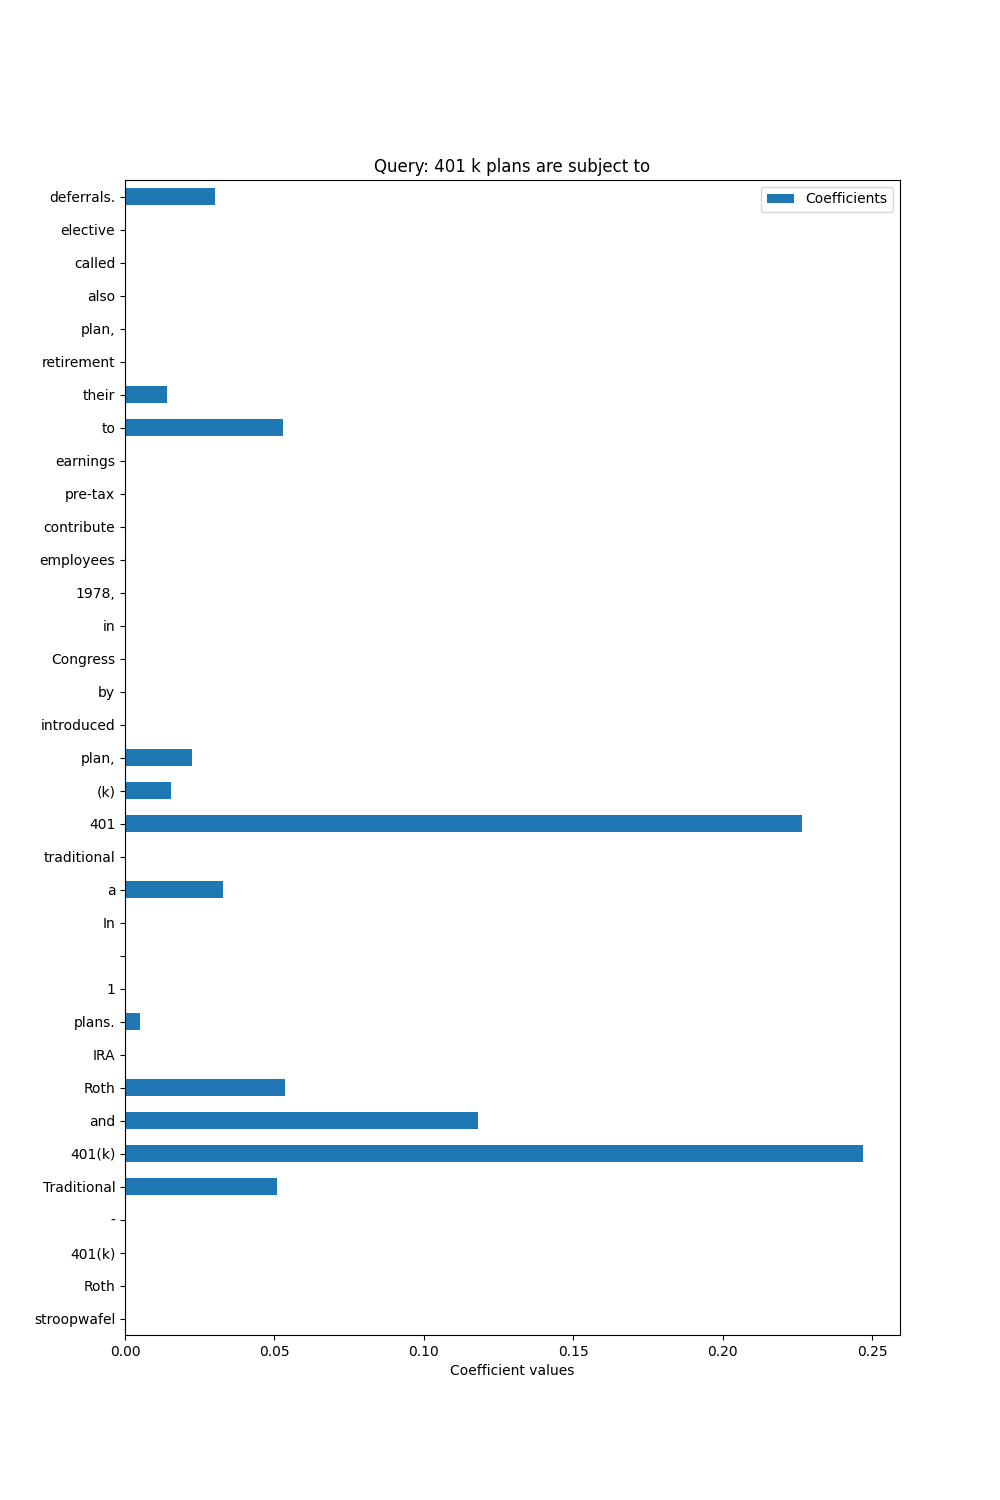 Query: 401 k plans are subject to
Coefficients
deferrals.
elective
called
also
plan,
retirement
their
to
earnings
pre-tax
contribute
employees
1978,
in
Congress
by
introduced
plan,
(k)
401
traditional
a
In
1
plans.
IRA
Roth
and
401(k)
Traditional
-
401(k)
Roth
stroopwafel
0.00 0.05 0.10 0.15 0.20 0.25
Coefficient values